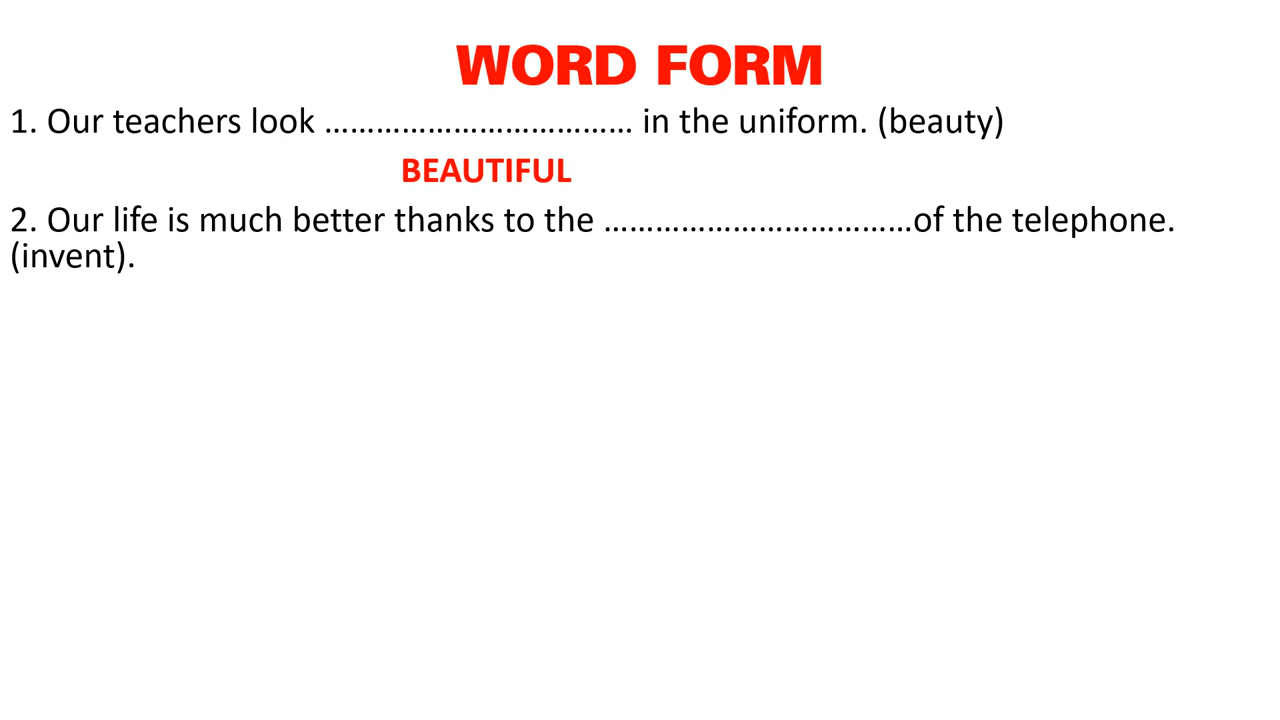 WORD FORM
1. Our teachers look ……………………………… in the uniform. (beauty)
BEAUTIFUL
2. Our life is much better thanks to the ………………………………of the telephone.
(invent).